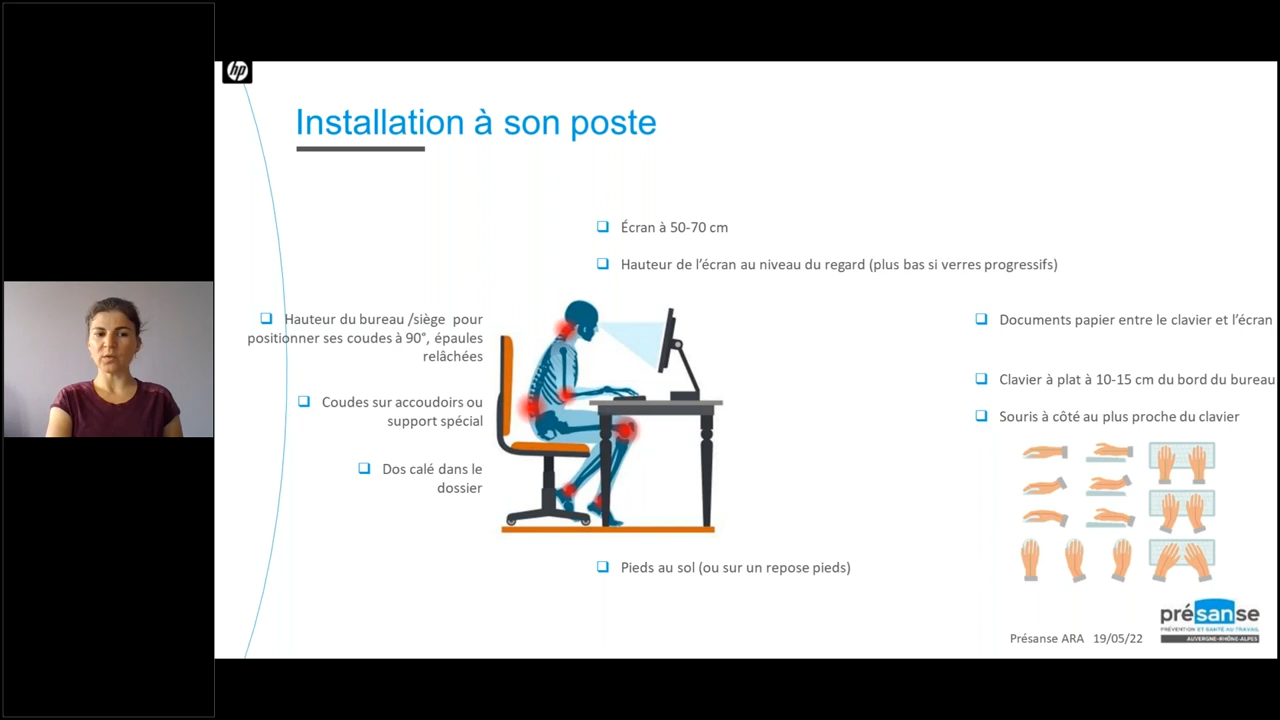 hp
Installation à son poste
Écran à 50-70 cm
Hauteur de l'écran au niveau du regard (plus bas si verres progressifs)
Hauteur du bureau /siège pour
positionner ses coudes à 90°, épaules
relâchées
Coudes sur accoudoirs ou
support spécial
Dos calé dans le
dossier
Documents papier entre le clavier et l'écran
Clavier à plat à 10-15 cm du bord du bureau
Souris à côté au plus proche du clavier
Pieds au sol (ou sur un repose pieds)
présanse
PRÉVENTION ET SANTÉ AU TRAVAIL
AUVERGNE-RHÔNE-ALPES
Présanse ARA 19/05/22